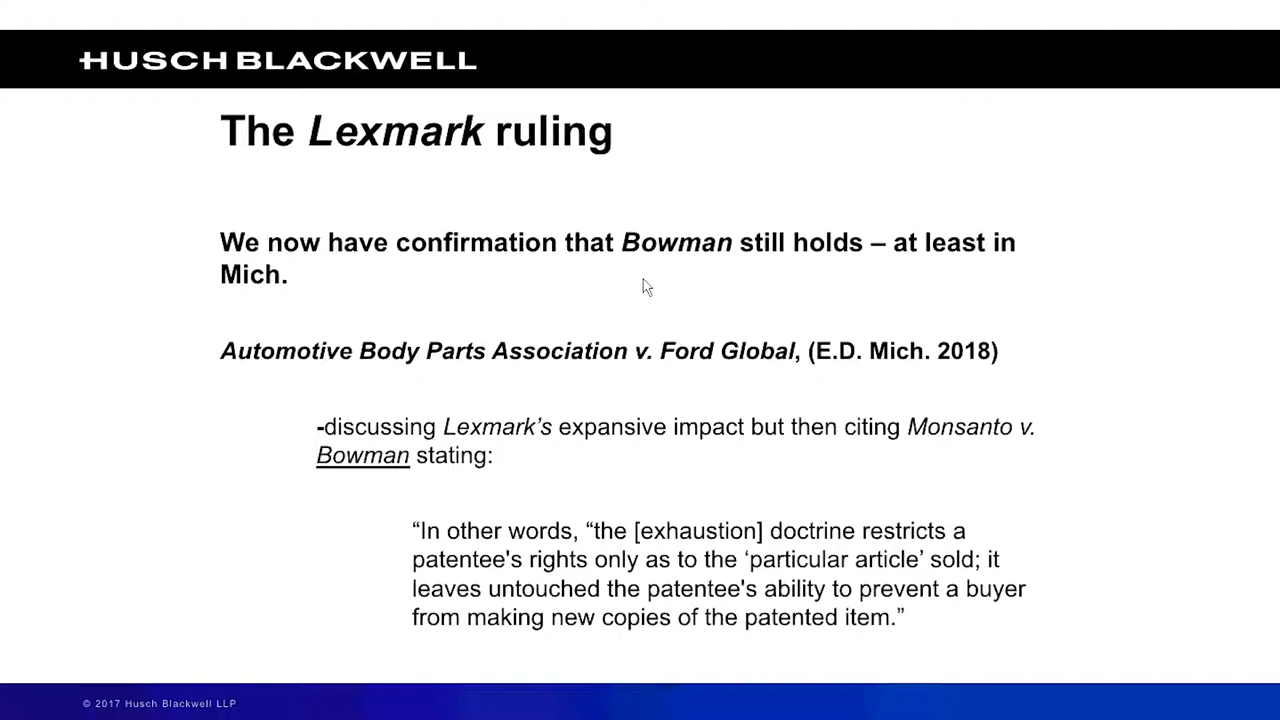 HUSCH BLACKWELL
The Lexmark ruling
We now have confirmation that Bowman still holds – at least in
Mich.
Automotive Body Parts Association v. Ford Global, (E.D. Mich. 2018)
-discussing Lexmark’s expansive impact but then citing Monsanto v.
Bowman stating:
“In other words, “the [exhaustion] doctrine restricts a
patentee's rights only as to the ‘particular article’ sold; it
leaves untouched the patentee's ability to prevent a buyer
from making new copies of the patented item.”
© 2017 Husch Blackwell LLP